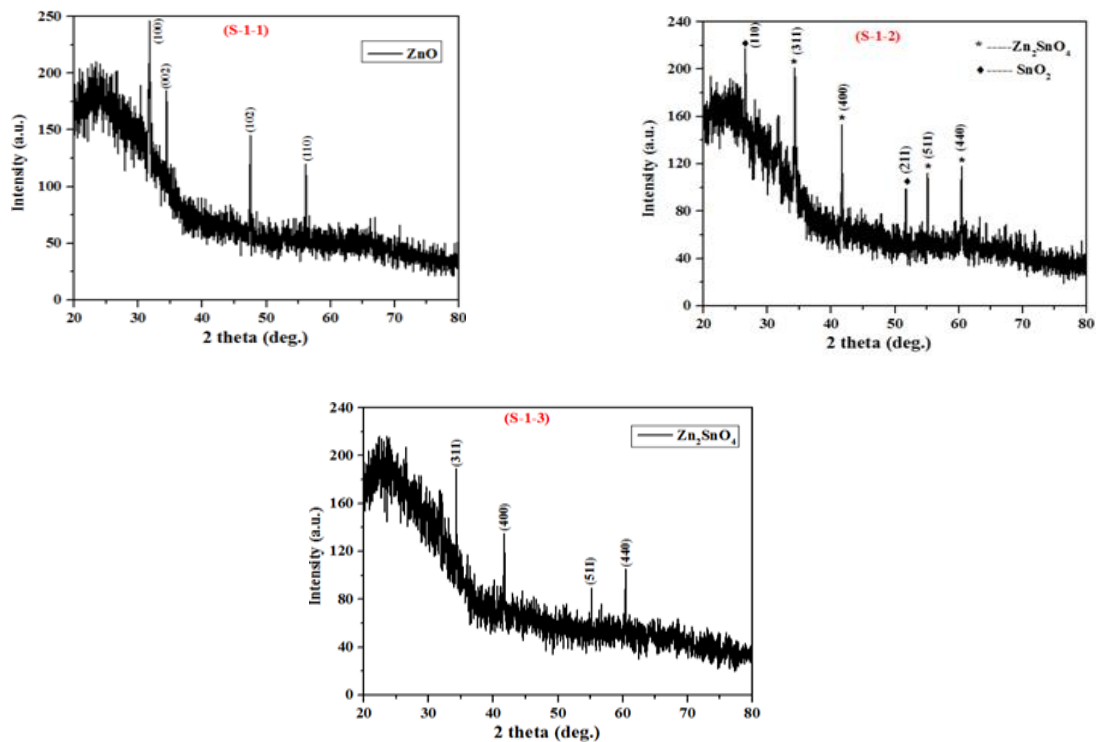 (S-1-1)
ZnO
(100)
(002)
(102)
(110)
250
200
150
100
50
0
Intensity (a.u.)
20 30 40 50 60 70 80
2 theta (deg.)
(S-1-2)
* -----Zn₂SnO₄
◆ ----- SnO₂
◆ (110)
* (311)
* (400)
◆ (211)
* (511)
* (440)
240
200
160
120
80
40
0
Intensity (a.u.)
20 30 40 50 60 70 80
2 theta (deg.)
(S-1-3)
Zn₂SnO₄
(311)
(400)
(511)
(440)
240
200
160
120
80
40
0
Intensity (a.u.)
20 30 40 50 60 70 80
2 theta (deg.)